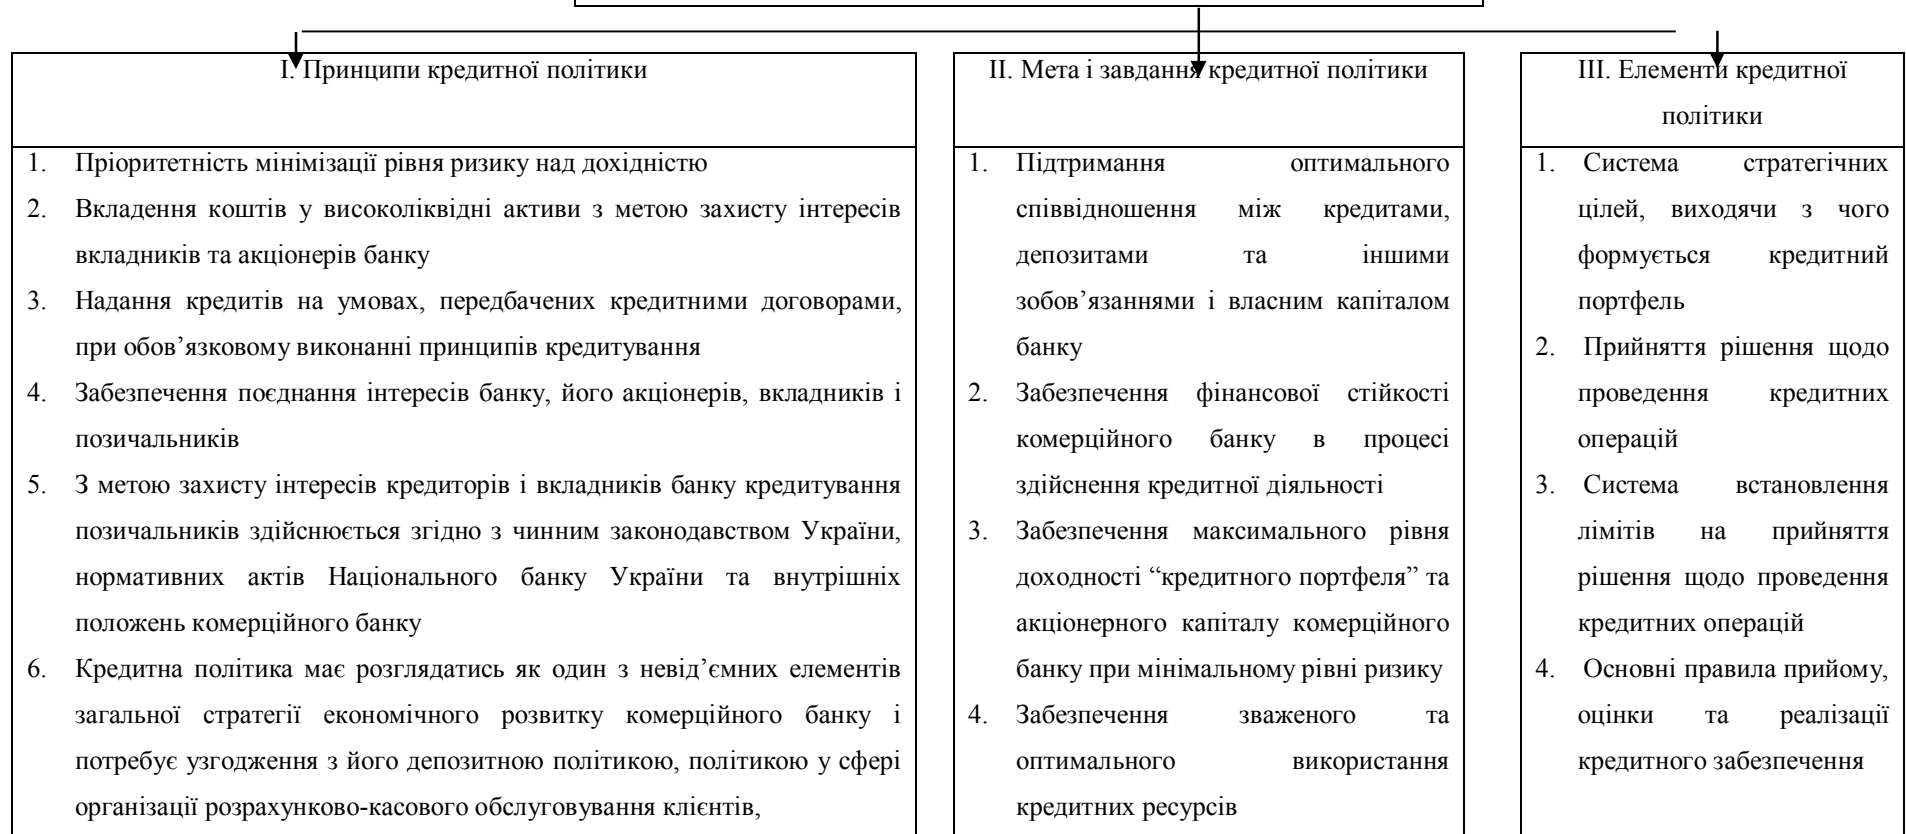 I. Принципи кредитної політики
1. Пріоритетність мінімізації рівня ризику над дохідністю
2. Вкладення коштів у високоліквідні активи з метою захисту інтересів
вкладників та акціонерів банку
3. Надання кредитів на умовах, передбачених кредитними договорами,
при обов’язковому виконанні принципів кредитування
4. Забезпечення поєднання інтересів банку, його акціонерів, вкладників і
позичальників
5. З метою захисту інтересів кредиторів і вкладників банку кредитування
позичальників здійснюється згідно з чинним законодавством України,
нормативних актів Національного банку України та внутрішніх
положень комерційного банку
6. Кредитна політика має розглядатись як один з невід’ємних елементів
загальної стратегії економічного розвитку комерційного банку і
потребує узгодження з його депозитною політикою, політикою у сфері
організації розрахунково-касового обслуговування клієнтів,
II. Мета і завдання кредитної політики
1. Підтримання оптимального
співвідношення між кредитами,
депозитами та іншими
зобов’язаннями і власним капіталом
банку
2. Забезпечення фінансової стійкості
комерційного банку в процесі
здійснення кредитної діяльності
3. Забезпечення максимального рівня
доходності “кредитного портфеля” та
акціонерного капіталу комерційного
банку при мінімальному рівні ризику
4. Забезпечення зваженого та
оптимального використання
кредитних ресурсів
III. Елементи кредитної
політики
1. Система стратегічних
цілей, виходячи з чого
формується кредитний
портфель
2. Прийняття рішення щодо
проведення кредитних
операцій
3. Система встановлення
лімітів на прийняття
рішення щодо проведення
кредитних операцій
4. Основні правила прийому,
оцінки та реалізації
кредитного забезпечення